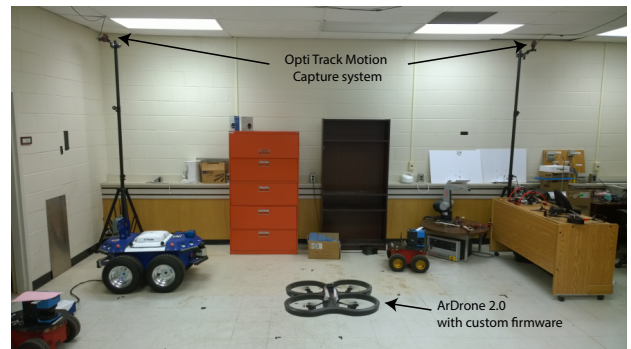 Opti Track Motion
Capture system
ArDrone 2.0
with custom firmware